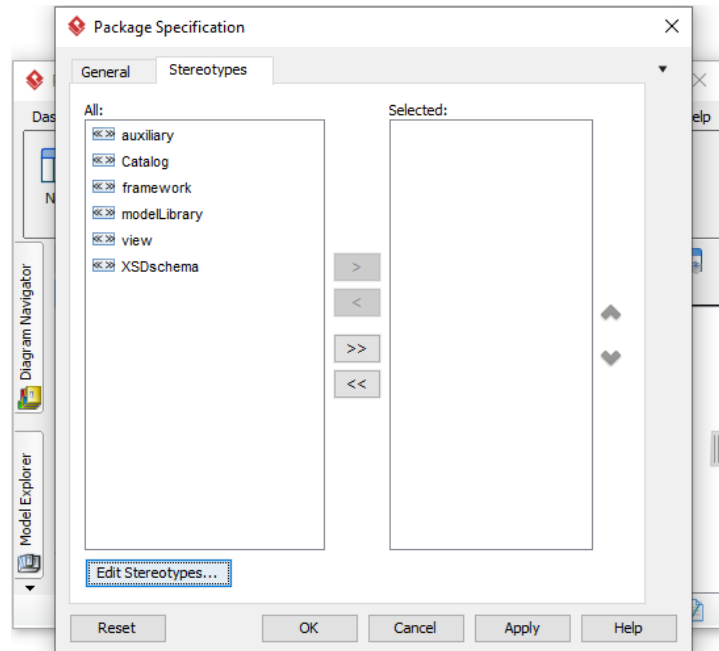 Package Specification
General
Stereotypes
Das
elp
All:
Selected:
auxiliary
Catalog
framework
modelLibrary
view
XSDschema
N
>
<
>>
<<
Diagram Navigator
Model Explorer
Edit Stereotypes...
Reset
OK
Cancel
Apply
Help